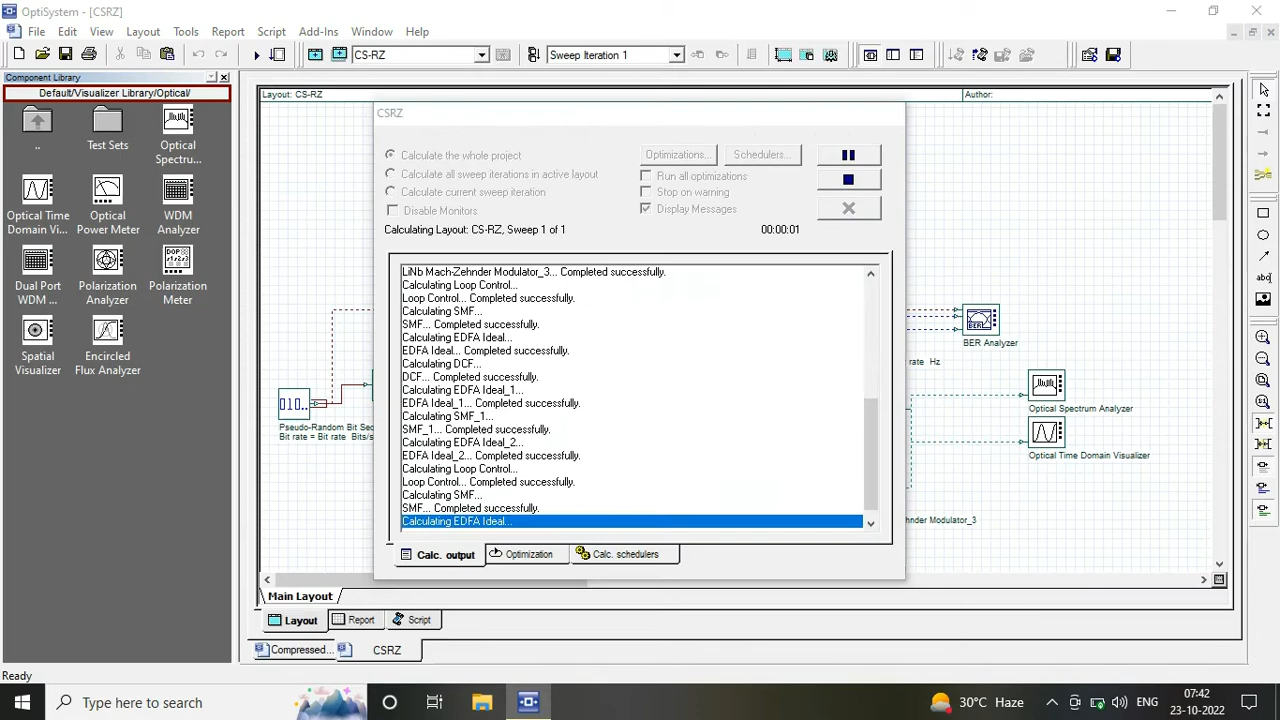 OptiSystem - [CSRZ]
File Edit View Layout Tools Report Script Add-Ins Window Help
CS-RZ
Sweep Iteration 1
Component Library
Default/Visualizer Library/Optical/
..
Test Sets
Optical
Spectru...
Optical Time
Domain Vi...
Optical
Power Meter
WDM
Analyzer
Dual Port
WDM ...
Polarization
Analyzer
DOP
Polarization
Meter
Spatial
Visualizer
Encircled
Flux Analyzer
Layout: CS-RZ
Author:
CSRZ
Calculate the whole project
Calculate all sweep iterations in active layout
Calculate current sweep iteration
Disable Monitors
Optimizations...
Schedulers...
Run all optimizations
Stop on warning
Display Messages
Calculating Layout: CS-RZ, Sweep 1 of 1
00:00:01
LiNb Mach-Zehnder Modulator_3... Completed successfully.
Calculating Loop Control...
Loop Control... Completed successfully.
Calculating SMF...
SMF... Completed successfully.
Calculating EDFA Ideal...
EDFA Ideal... Completed successfully.
Calculating DCF...
DCF... Completed successfully.
Calculating EDFA Ideal_1...
EDFA Ideal_1... Completed successfully.
Calculating SMF_1...
SMF_1... Completed successfully.
Calculating EDFA Ideal_2...
EDFA Ideal_2... Completed successfully.
Calculating Loop Control...
Loop Control... Completed successfully.
Calculating SMF...
SMF... Completed successfully.
Calculating EDFA Ideal...
Calc. output
Optimization
Calc. schedulers
010..
Pseudo-Random Bit Sec
Bit rate = Bit rate Bits/s
BER
BER Analyzer
rate Hz
Optical Spectrum Analyzer
Optical Time Domain Visualizer
hnder Modulator_3
abc
Main Layout
Layout
Report
Script
Compressed...
CSRZ
Ready
Type here to search
30°C Haze
ENG
07:42
23-10-2022